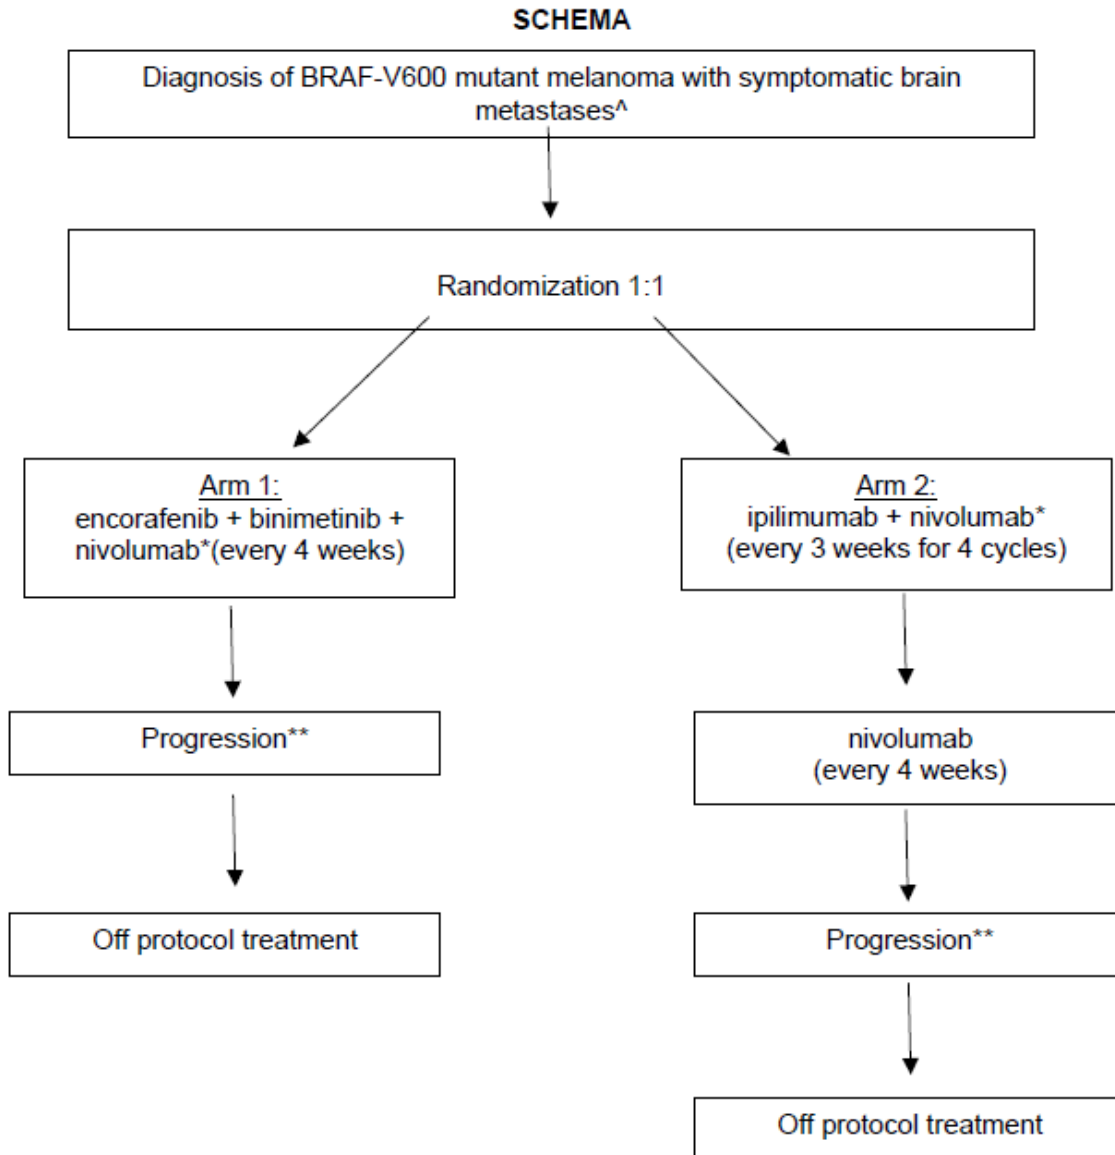 SCHEMA
Diagnosis of BRAF-V600 mutant melanoma with symptomatic brain
metastases^
Randomization 1:1
Arm 1:
encorafenib + binimetinib +
nivolumab*(every 4 weeks)
Arm 2:
ipilimumab + nivolumab*
(every 3 weeks for 4 cycles)
Progression**
nivolumab
(every 4 weeks)
Off protocol treatment
Progression**
Off protocol treatment